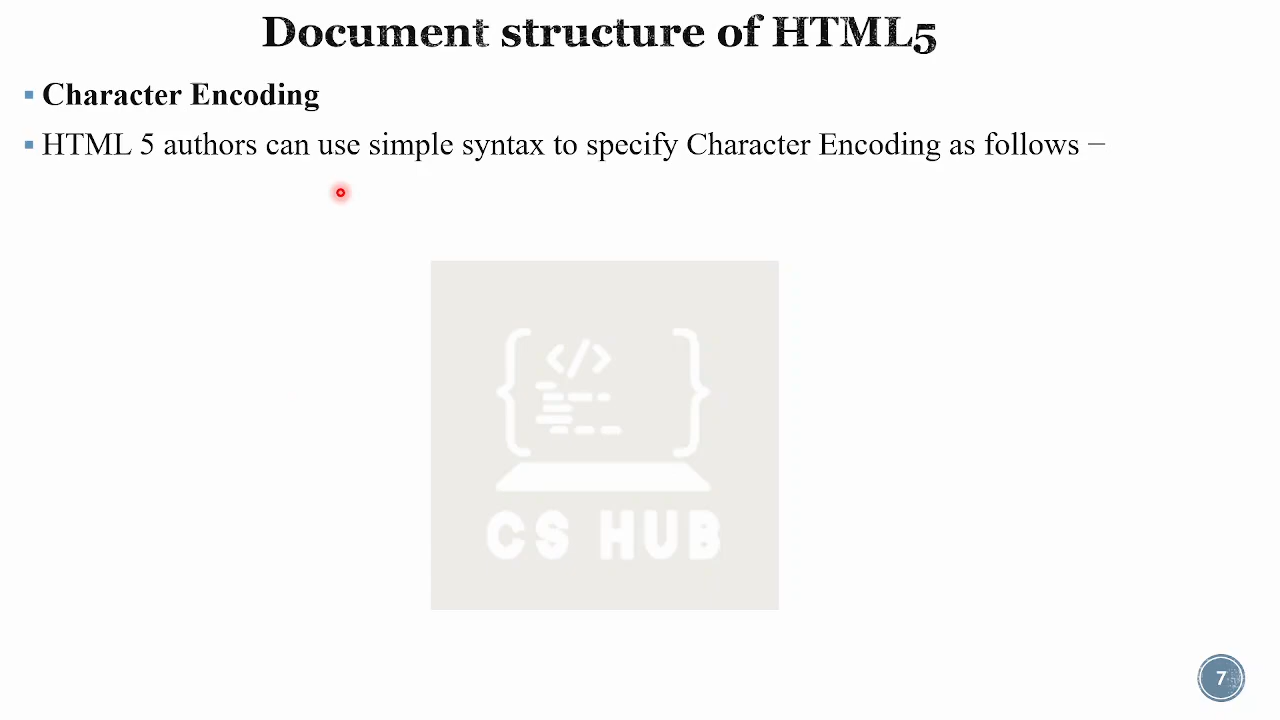 Document structure of HTML5
Character Encoding
HTML 5 authors can use simple syntax to specify Character Encoding as follows −
</>
CS HUB
7